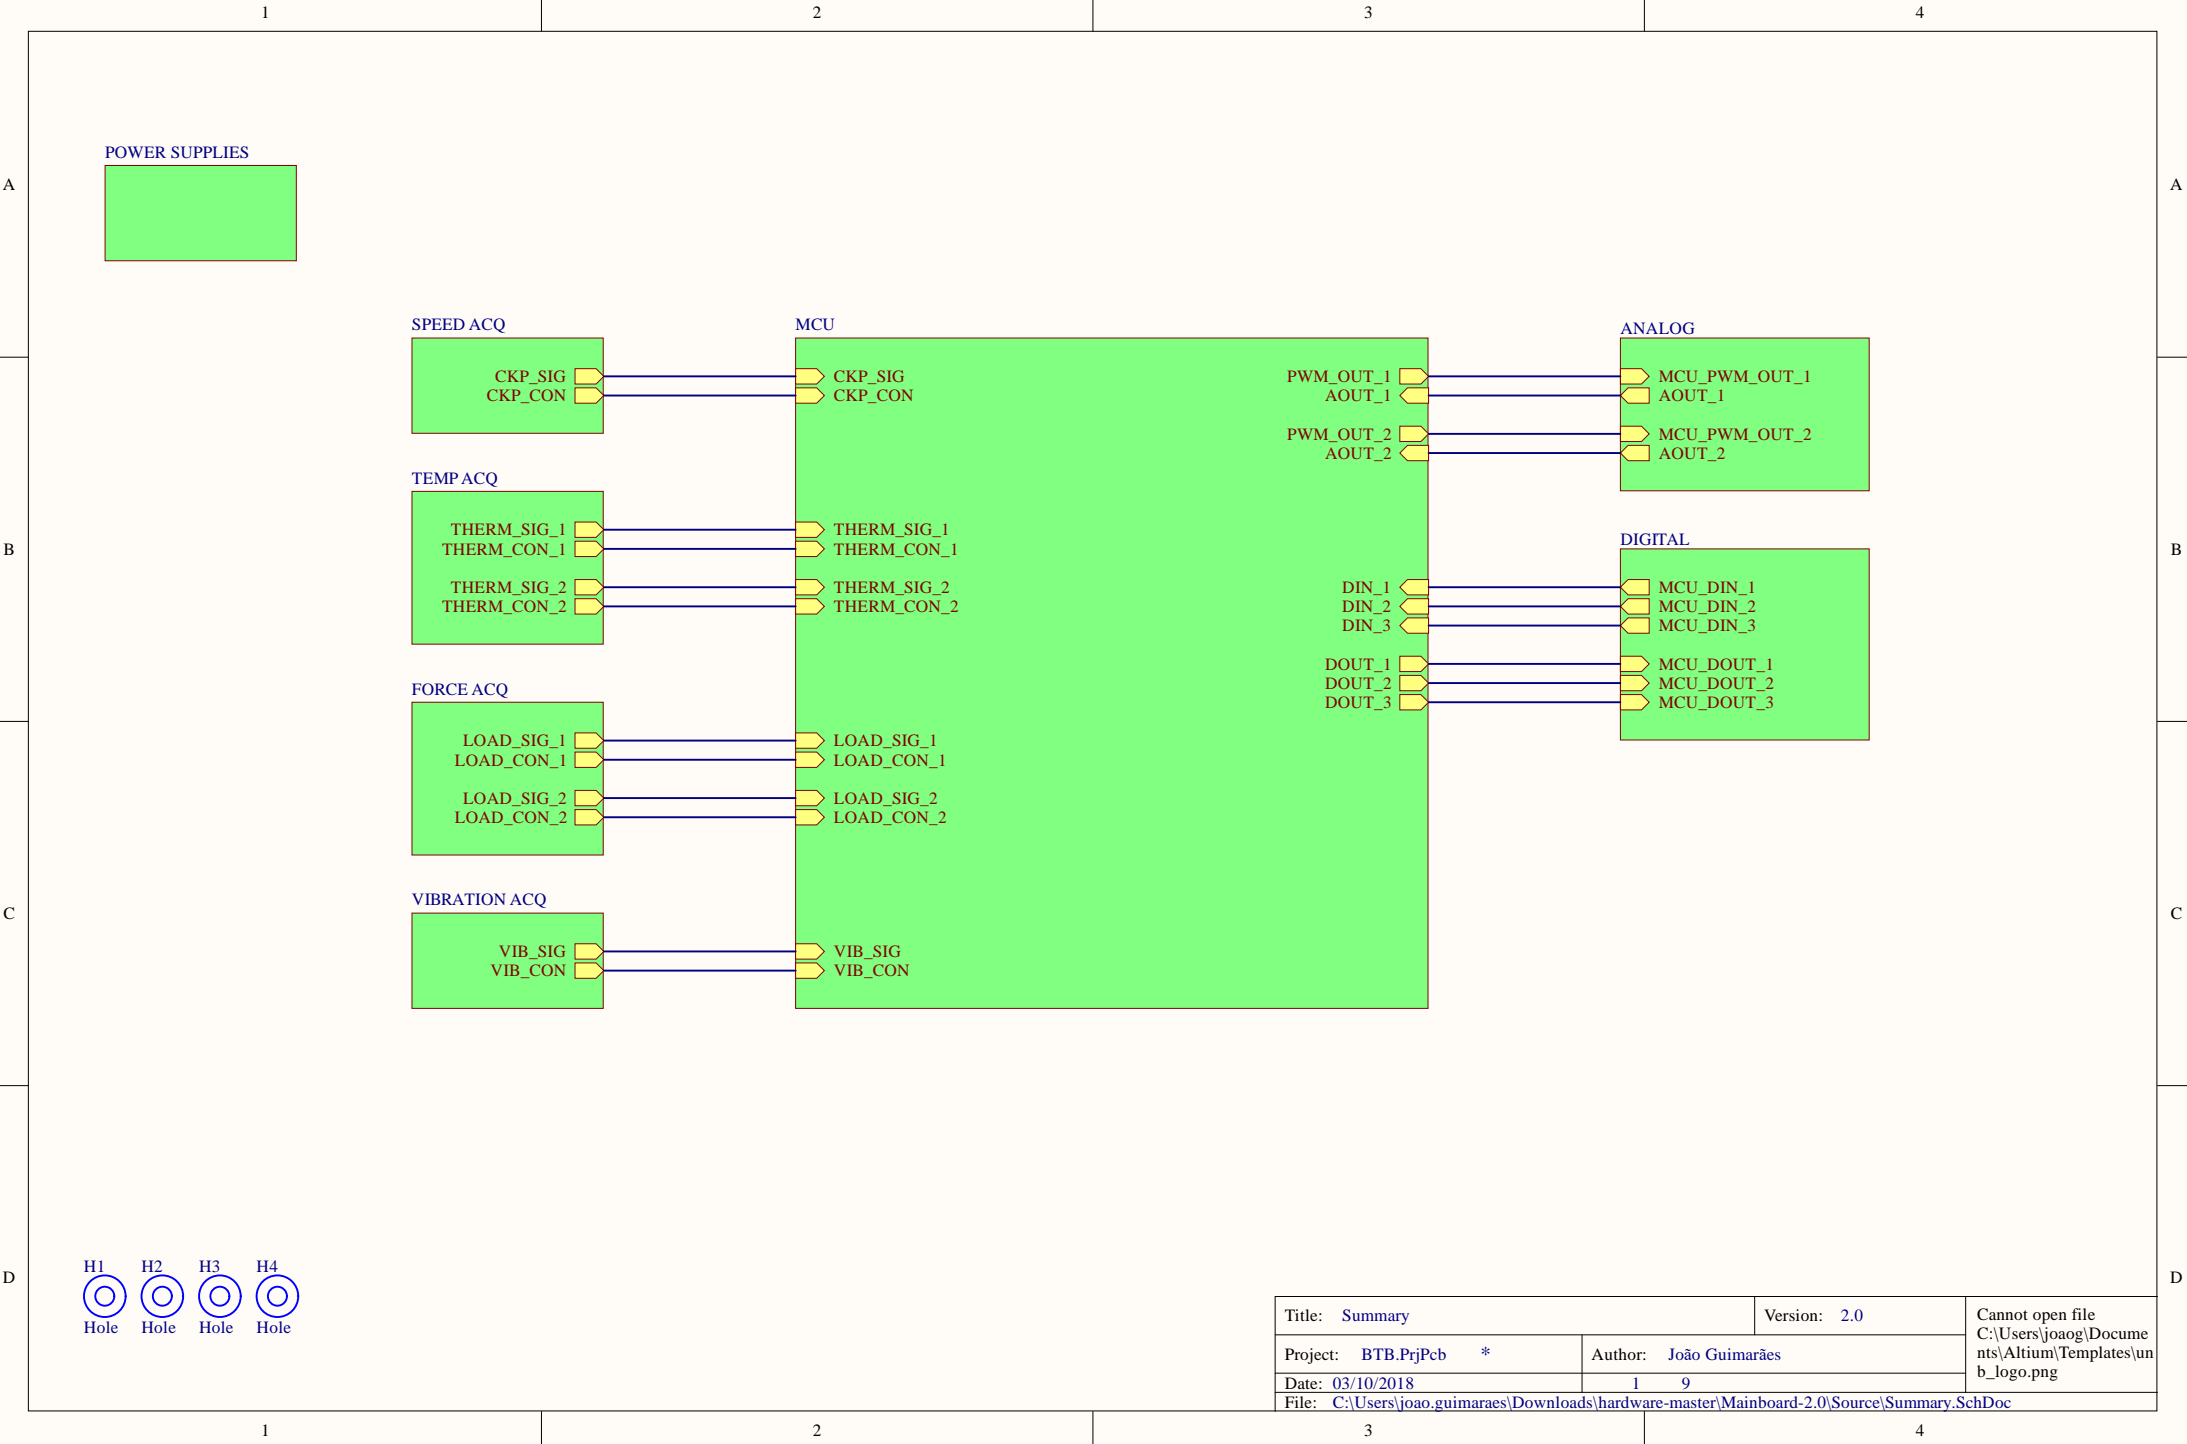 1 2 3 4
A A
POWER SUPPLIES
SPEED ACQ
CKP_SIG
CKP_CON
TEMP ACQ
THERM_SIG_1
THERM_CON_1
THERM_SIG_2
THERM_CON_2
FORCE ACQ
LOAD_SIG_1
LOAD_CON_1
LOAD_SIG_2
LOAD_CON_2
VIBRATION ACQ
VIB_SIG
VIB_CON
MCU
CKP_SIG
CKP_CON
THERM_SIG_1
THERM_CON_1
THERM_SIG_2
THERM_CON_2
LOAD_SIG_1
LOAD_CON_1
LOAD_SIG_2
LOAD_CON_2
VIB_SIG
VIB_CON
PWM_OUT_1
AOUT_1
PWM_OUT_2
AOUT_2
DIN_1
DIN_2
DIN_3
DOUT_1
DOUT_2
DOUT_3
ANALOG
MCU_PWM_OUT_1
AOUT_1
MCU_PWM_OUT_2
AOUT_2
DIGITAL
MCU_DIN_1
MCU_DIN_2
MCU_DIN_3
MCU_DOUT_1
MCU_DOUT_2
MCU_DOUT_3
B B
C C
D D
H1 H2 H3 H4
Hole Hole Hole Hole
Title: Summary
Version: 2.0
Project: BTB.PrjPcb *
Author: João Guimarães
Date: 03/10/2018
1 9
File: C:\Users\joao.guimaraes\Downloads\hardware-master\Mainboard-2.0\Source\Summary.SchDoc
Cannot open file
C:\Users\joaog\Docume
nts\Altium\Templates\un
b_logo.png
1 2 3 4